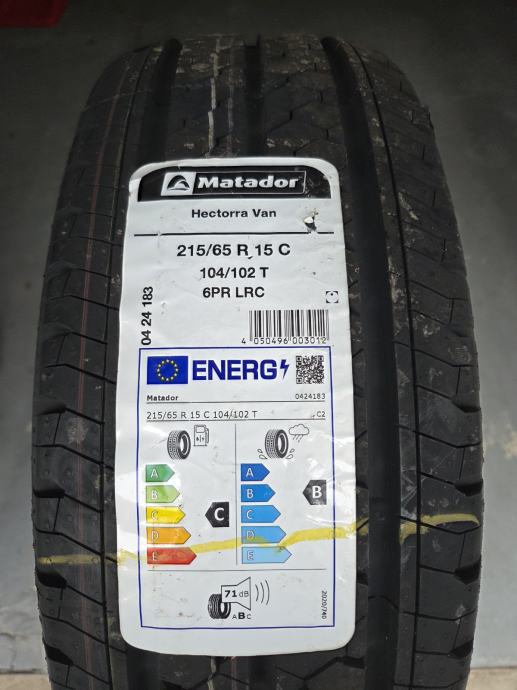 Matador
Hectorra Van
215/65 R 15 C
104/102 T
6PR LRC
04 24 183
4 050496 003012
ENERG
Matador 0424183
215/65 R 15 C 104/102 T C2
A A
B B B
C C C
D D
E E
71 dB
ABC
2020/740